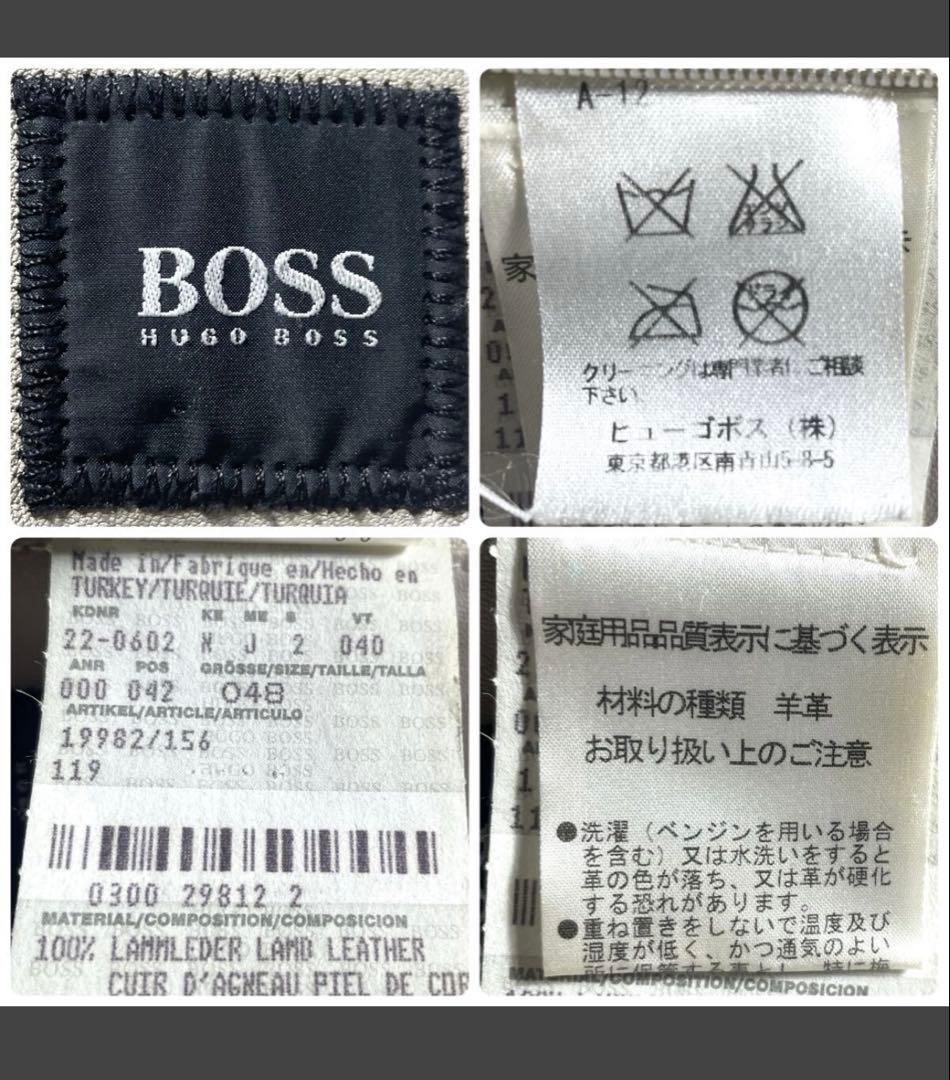 BOSS
HUGO BOSS
A-12
クリーニングは専門業者に、ご相談
下さい。
ヒューゴボス(株)
東京都港区南青山5-8-5
Made in/Fabrique en/Hecho en
TURKEY/TURQUIE/TURQUIA
KDNR KE ME S VT
22-0602 W J 2 040
ANR POS GRÖSSE/SIZE/TAILLE/TALLA
000 042 048
ARTIKEL/ARTICLE/ARTICULO
19982/156
119
0300 29812 2
MATERIAL/COMPOSITION/COMPOSICION
100% LAMMLEDER LAMD LEATHER
CUIR D'AGNEAU PIEL DE COR
家庭用品品質表示に基づく表示
材料の種類 羊革
お取り扱い上のご注意
●洗濯(ベンジンを用いる場合
を含む)又は水洗いをすると
革の色が落ち、又は革が硬化
する恐れがあります。
●重ね置きをしないで温度及び
湿度が低く、かつ通気のよい
MATERIAL/COMPOSITION/COMPOSICION